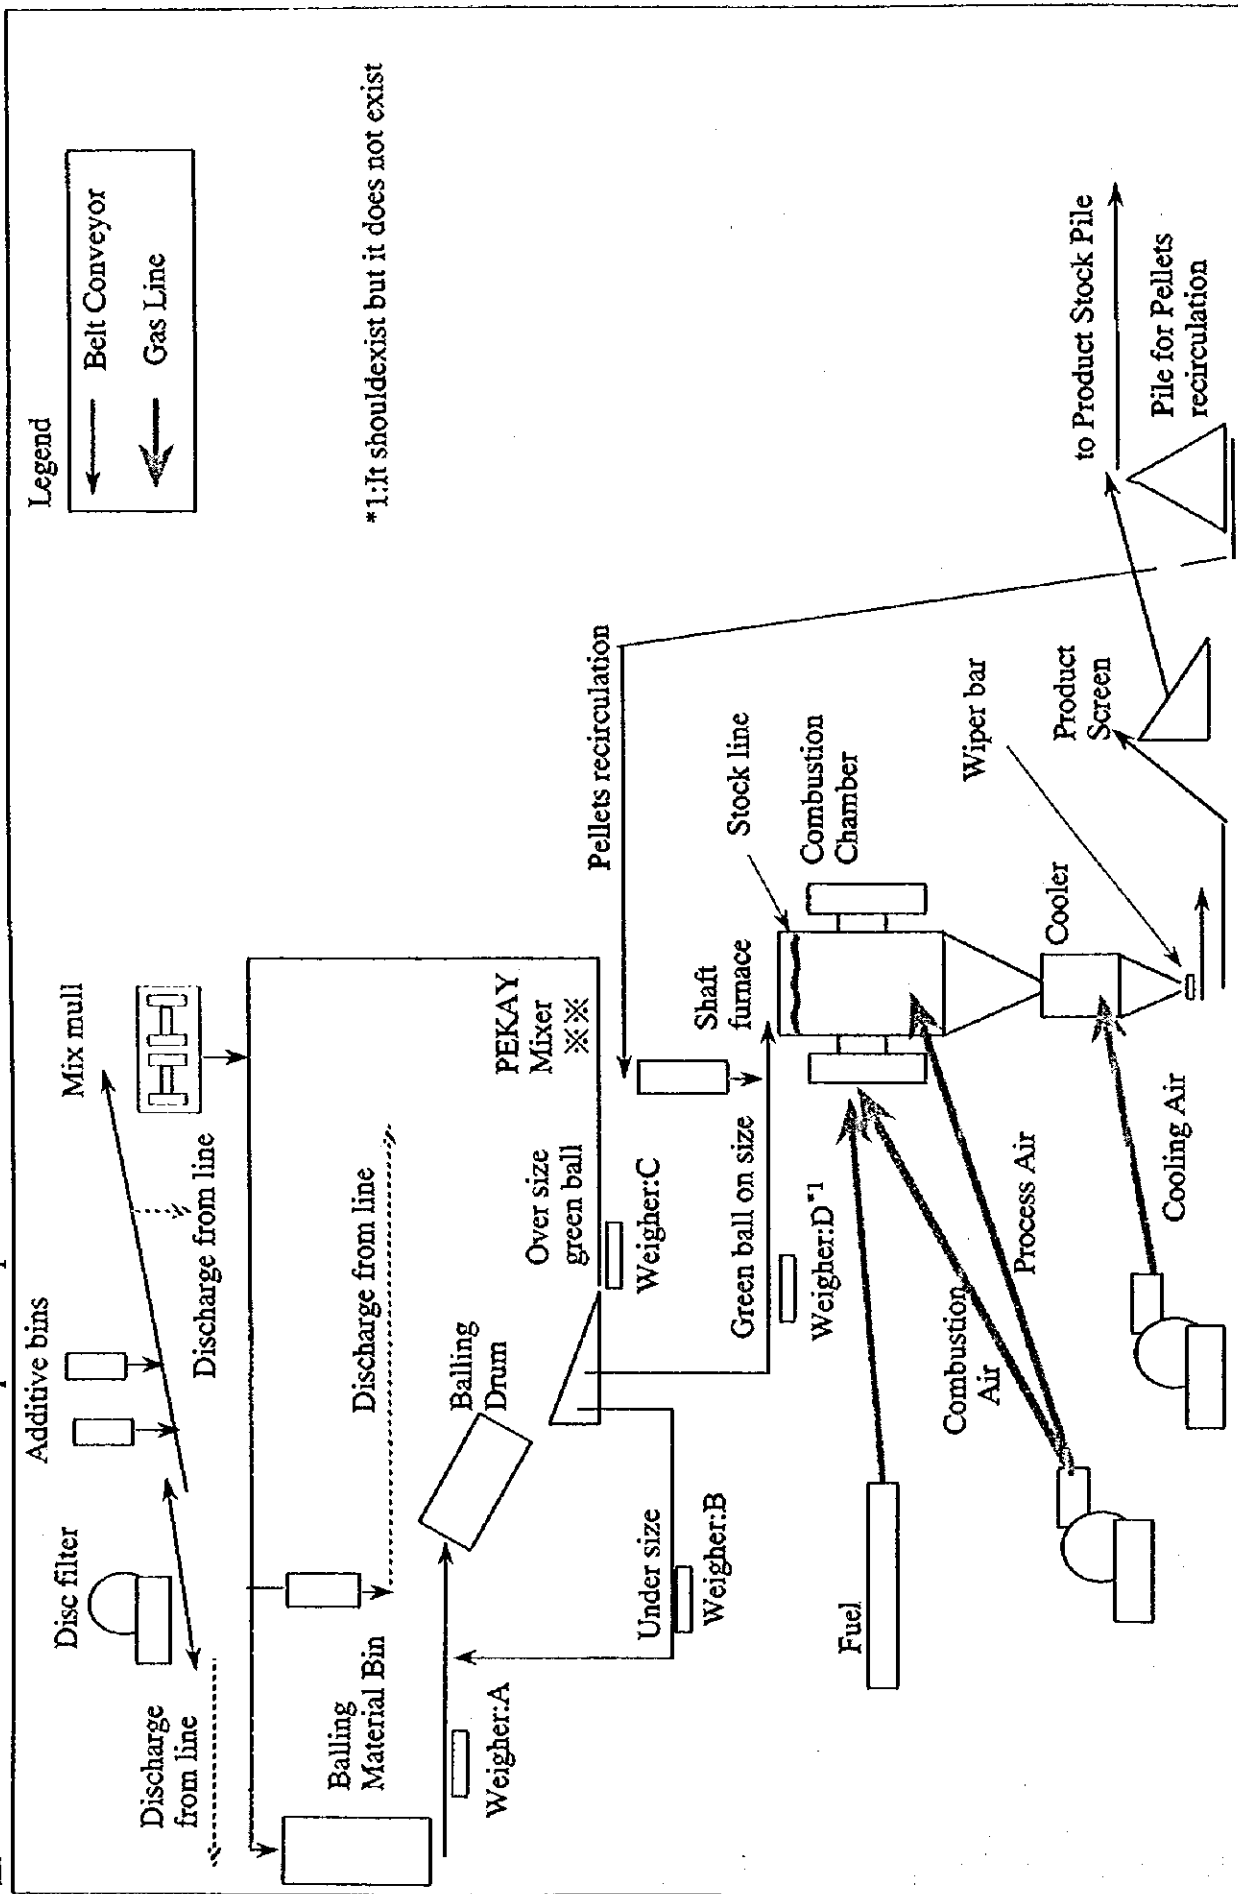 Legend
Belt Conveyor
Gas Line
*1:It shouldexist but it does not exist
Additive bins
Mix mull
Disc filter
Discharge from line
Discharge
from line
Balling
Material Bin
Discharge from line
Balling
Drum
Over size
green ball
PEKAY
Mixer
※※
Weigher:A
Under size
Weigher:B
Weigher:C
Green ball on size
Weigher:D*1
Pellets recirculation
Shaft
furnace
Stock line
Combustion
Chamber
Fuel
Combustion
Air
Process Air
Cooling Air
Cooler
Wiper bar
Product
Screen
to Product Stock Pile
Pile for Pellets
recirculation